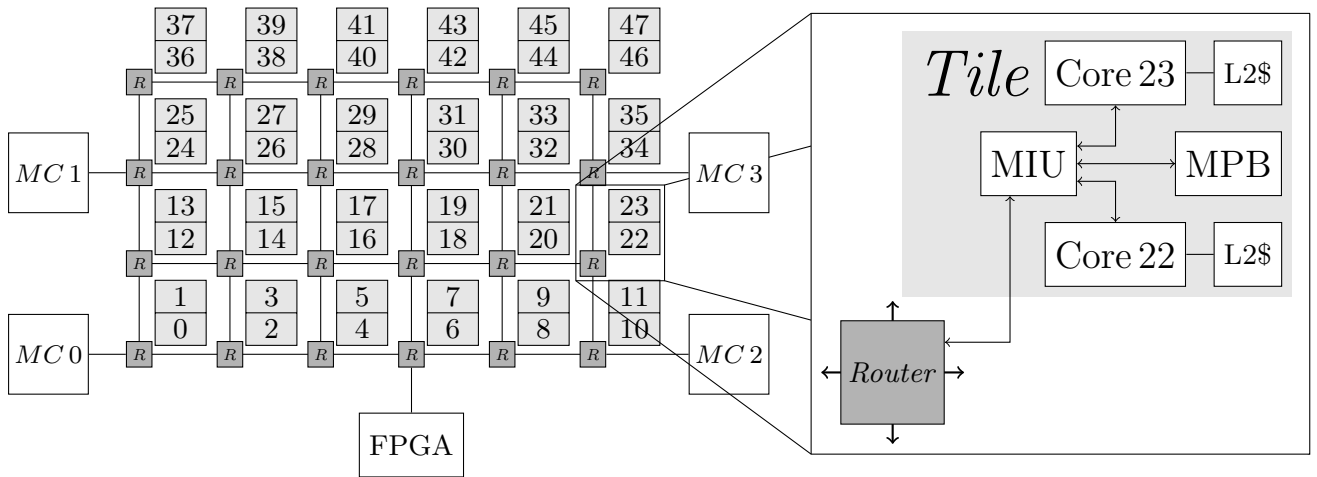 37 39 41 43 45 47
36 38 40 42 44 46
R R R R R R
25 27 29 31 33 35
24 26 28 30 32 34
MC 1 R R R R R R MC 3
13 15 17 19 21 23
12 14 16 18 20 22
R R R R R R
1 3 5 7 9 11
0 2 4 6 8 10
MC 0 R R R R R R MC 2
FPGA
Tile
Core 23 L2$
MIU MPB
Core 22 L2$
Router